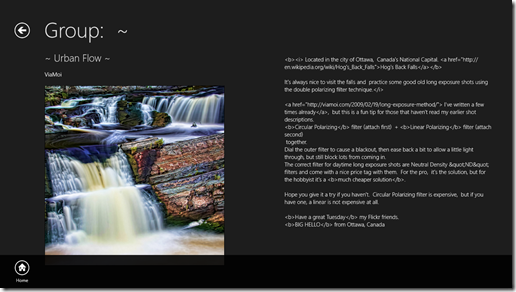 Group:   ~
~ Urban Flow ~
ViaMoi
<b><i> Located in the city of Ottawa,  Canada's National Capital. <a href="http://
en.wikipedia.org/wiki/Hog's_Back_Falls">Hog's Back Falls</a></b>
It's always nice to visit the falls and  practice some good old long exposure shots using
the double polarizing filter technique.</i>
<a href="http://viamoi.com/2009/02/19/long-exposure-method/"> I've written a few
times already</a>,  but this is a fun tip for those that haven't read my earlier shot
descriptions.
<b>Circular Polarizing</b> filter (attach first)  + <b>Linear Polarizing</b> filter (attach
second)
together.
Dial the outer filter to cause a blackout, then ease back a bit to allow a little light
through, but still block lots from coming in.
The correct filter for daytime long exposure shots are Neutral Density &quot;ND&quot;
filters and come with a nice price tag with them.  For the pro,  it's the solution, but for
the hobbyist it's a <b>much cheaper solution</b>.
Hope you give it a try if you haven't.  Circular Polarizing filter is expensive,  but if you
have one, a linear is not expensive at all.
<b>Have a great Tuesday</b> my Flickr friends.
<b>BIG HELLO</b> from Ottawa, Canada
Home